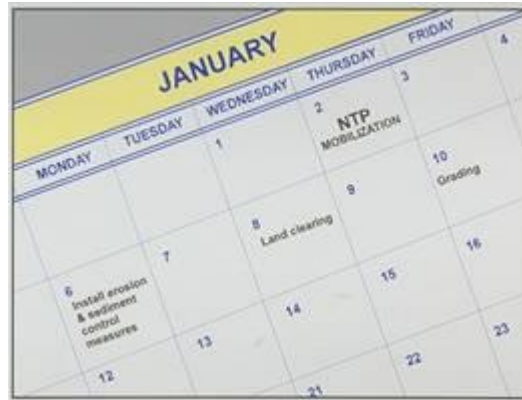 JANUARY
MONDAY TUESDAY WEDNESDAY THURSDAY FRIDAY
1 2 3 4
NTP
MOBILIZATION
6 7 8 9 10
Install erosion
& sediment
control
measures
Land clearing
Grading
12 13 14 15 16
21 22 23